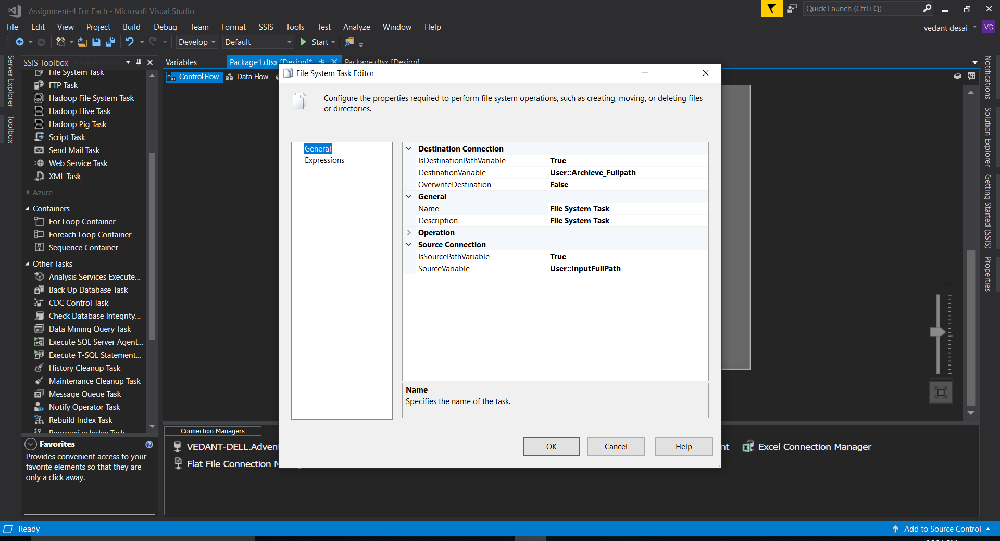 Assignment-4 For Each - Microsoft Visual Studio
Quick Launch (Ctrl+Q)
File Edit View Project Build Debug Team Format SSIS Tools Test Analyze Window Help
vedant desai
VD
Develop
Default
Start
Server Explorer
Toolbox
SSIS Toolbox
File System Task
FTP Task
Hadoop File System Task
Hadoop Hive Task
Hadoop Pig Task
Script Task
Send Mail Task
Web Service Task
XML Task
Azure
Containers
For Loop Container
Foreach Loop Container
Sequence Container
Other Tasks
Analysis Services Execute...
Back Up Database Task
CDC Control Task
Check Database Integrity...
Data Mining Query Task
Execute SQL Server Agent...
Execute T-SQL Statement...
History Cleanup Task
Maintenance Cleanup Task
Message Queue Task
Notify Operator Task
Rebuild Index Task
Reorganize Index Task
Favorites
Provides convenient access to your
favorite elements so that they are
only a click away.
Variables
Package1.dtsx [Design]*
Package.dtsx [Design]
Control Flow
Data Flow
File System Task Editor
Configure the properties required to perform file system operations, such as creating, moving, or deleting files
or directories.
General
Expressions
Destination Connection
IsDestinationPathVariable True
DestinationVariable User::Archieve_Fullpath
OverwriteDestination False
General
Name File System Task
Description File System Task
Operation
Source Connection
IsSourcePathVariable True
SourceVariable User::InputFullPath
Name
Specifies the name of the task.
OK
Cancel
Help
110%
Connection Managers
VEDANT-DELL.Advent
nt
Excel Connection Manager
Flat File Connection M
Notifications
Solution Explorer
Getting Started (SSIS)
Properties
Ready
Add to Source Control